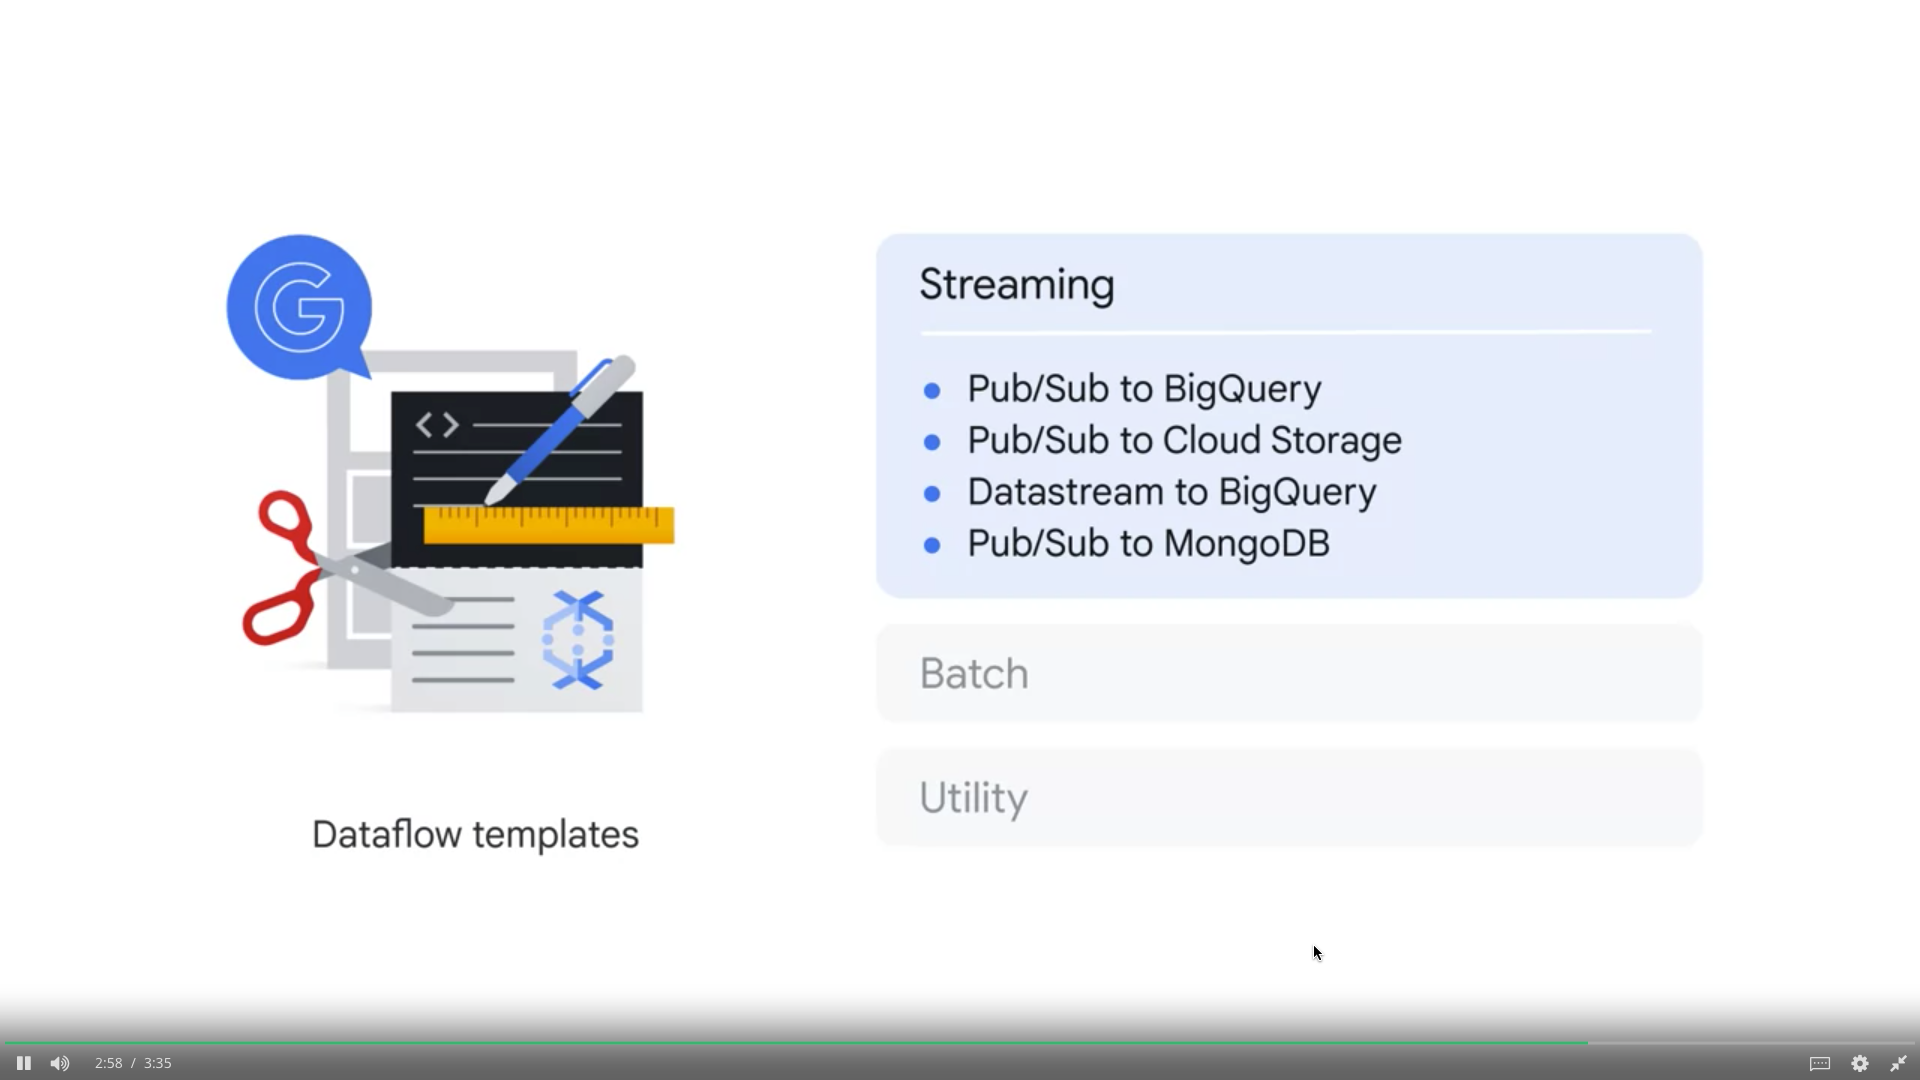 Streaming
Pub/Sub to BigQuery
Pub/Sub to Cloud Storage
Datastream to BigQuery
Pub/Sub to MongoDB
Batch
Utility
G
<>
Dataflow templates
2:58 / 3:35